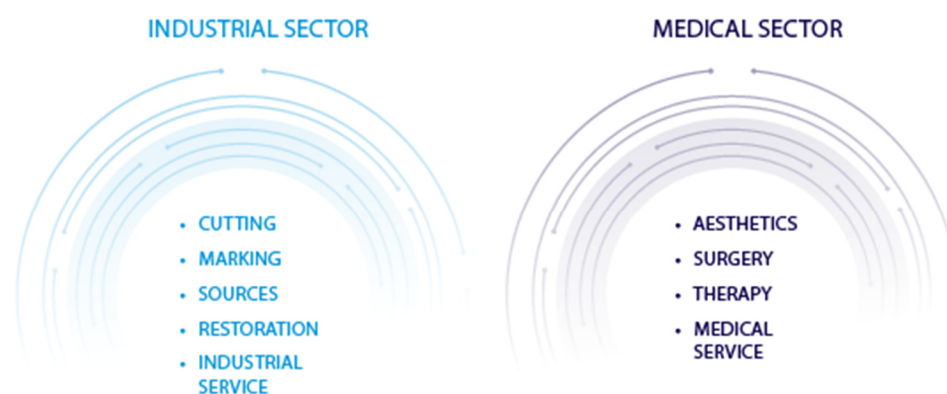 INDUSTRIAL SECTOR
• CUTTING
• MARKING
• SOURCES
• RESTORATION
• INDUSTRIAL
SERVICE
MEDICAL SECTOR
• AESTHETICS
• SURGERY
• THERAPY
• MEDICAL
SERVICE